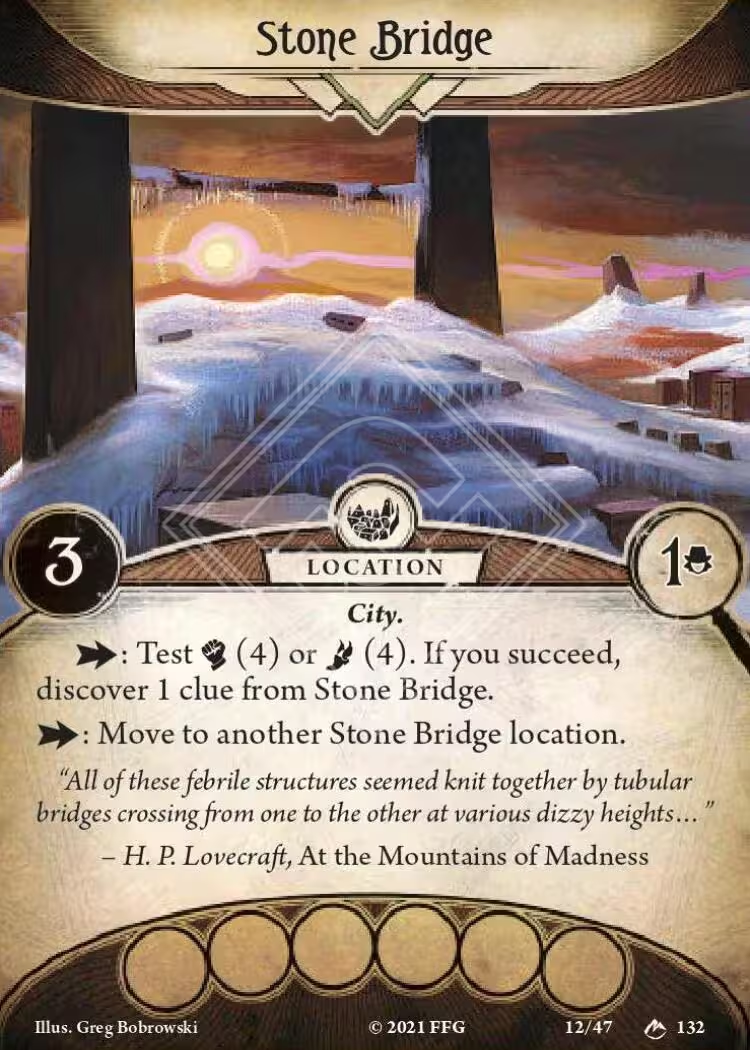 Stone Bridge
3
LOCATION
1
City.
: Test (4) or (4). If you succeed,
discover 1 clue from Stone Bridge.
: Move to another Stone Bridge location.
“All of these febrile structures seemed knit together by tubular
bridges crossing from one to the other at various dizzy heights… ”
– H. P. Lovecraft, At the Mountains of Madness
Illus. Greg Bobrowski © 2021 FFG 12/47 132